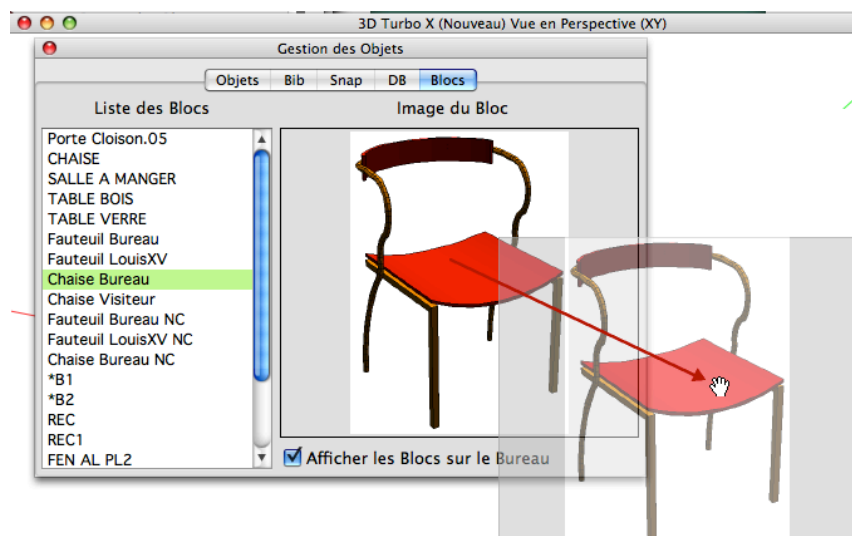 3D Turbo X (Nouveau) Vue en Perspective (XY)
Gestion des Objets
Objets Bib Snap DB Blocs
Liste des Blocs
Image du Bloc
Porte Cloison.05
CHAISE
SALLE A MANGER
TABLE BOIS
TABLE VERRE
Fauteuil Bureau
Fauteuil LouisXV
Chaise Bureau
Chaise Visiteur
Fauteuil Bureau NC
Fauteuil LouisXV NC
Chaise Bureau NC
*B1
*B2
REC
REC1
FEN AL PL2
Afficher les Blocs sur le Bureau